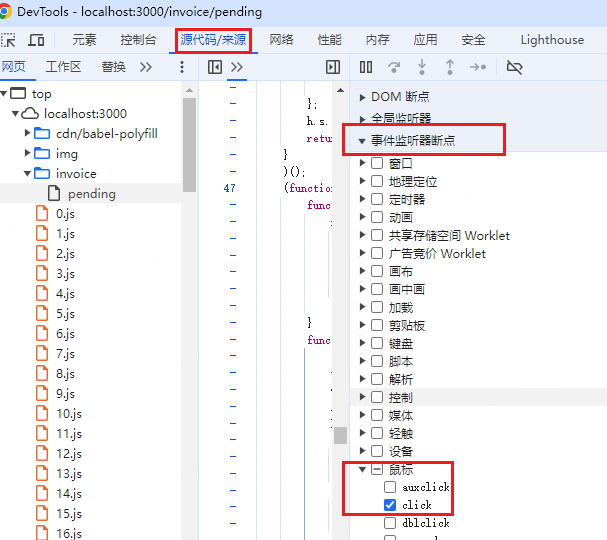 DevTools - localhost:3000/invoice/pending
元素 控制台 源代码/来源 网络 性能 内存 应用 安全 Lighthouse
网页 工作区 替换
top
localhost:3000
cdn/babel-polyfill
img
invoice
pending
0.js
1.js
2.js
3.js
4.js
5.js
6.js
7.js
8.js
9.js
10.js
11.js
12.js
13.js
14.js
15.js
16.js
-
- };
- h.s.
- retu
- }
- )();
47 (function
- func
-
-
-
-
-
- }
- func
-
-
-
-
-
-
-
-
-
-
DOM 断点
全局监听器
事件监听器断点
窗口
地理定位
定时器
动画
共享存储空间 Worklet
广告竞价 Worklet
画布
画中画
加载
剪贴板
键盘
脚本
解析
控制
媒体
轻触
设备
鼠标
auxclick
click
dblclick